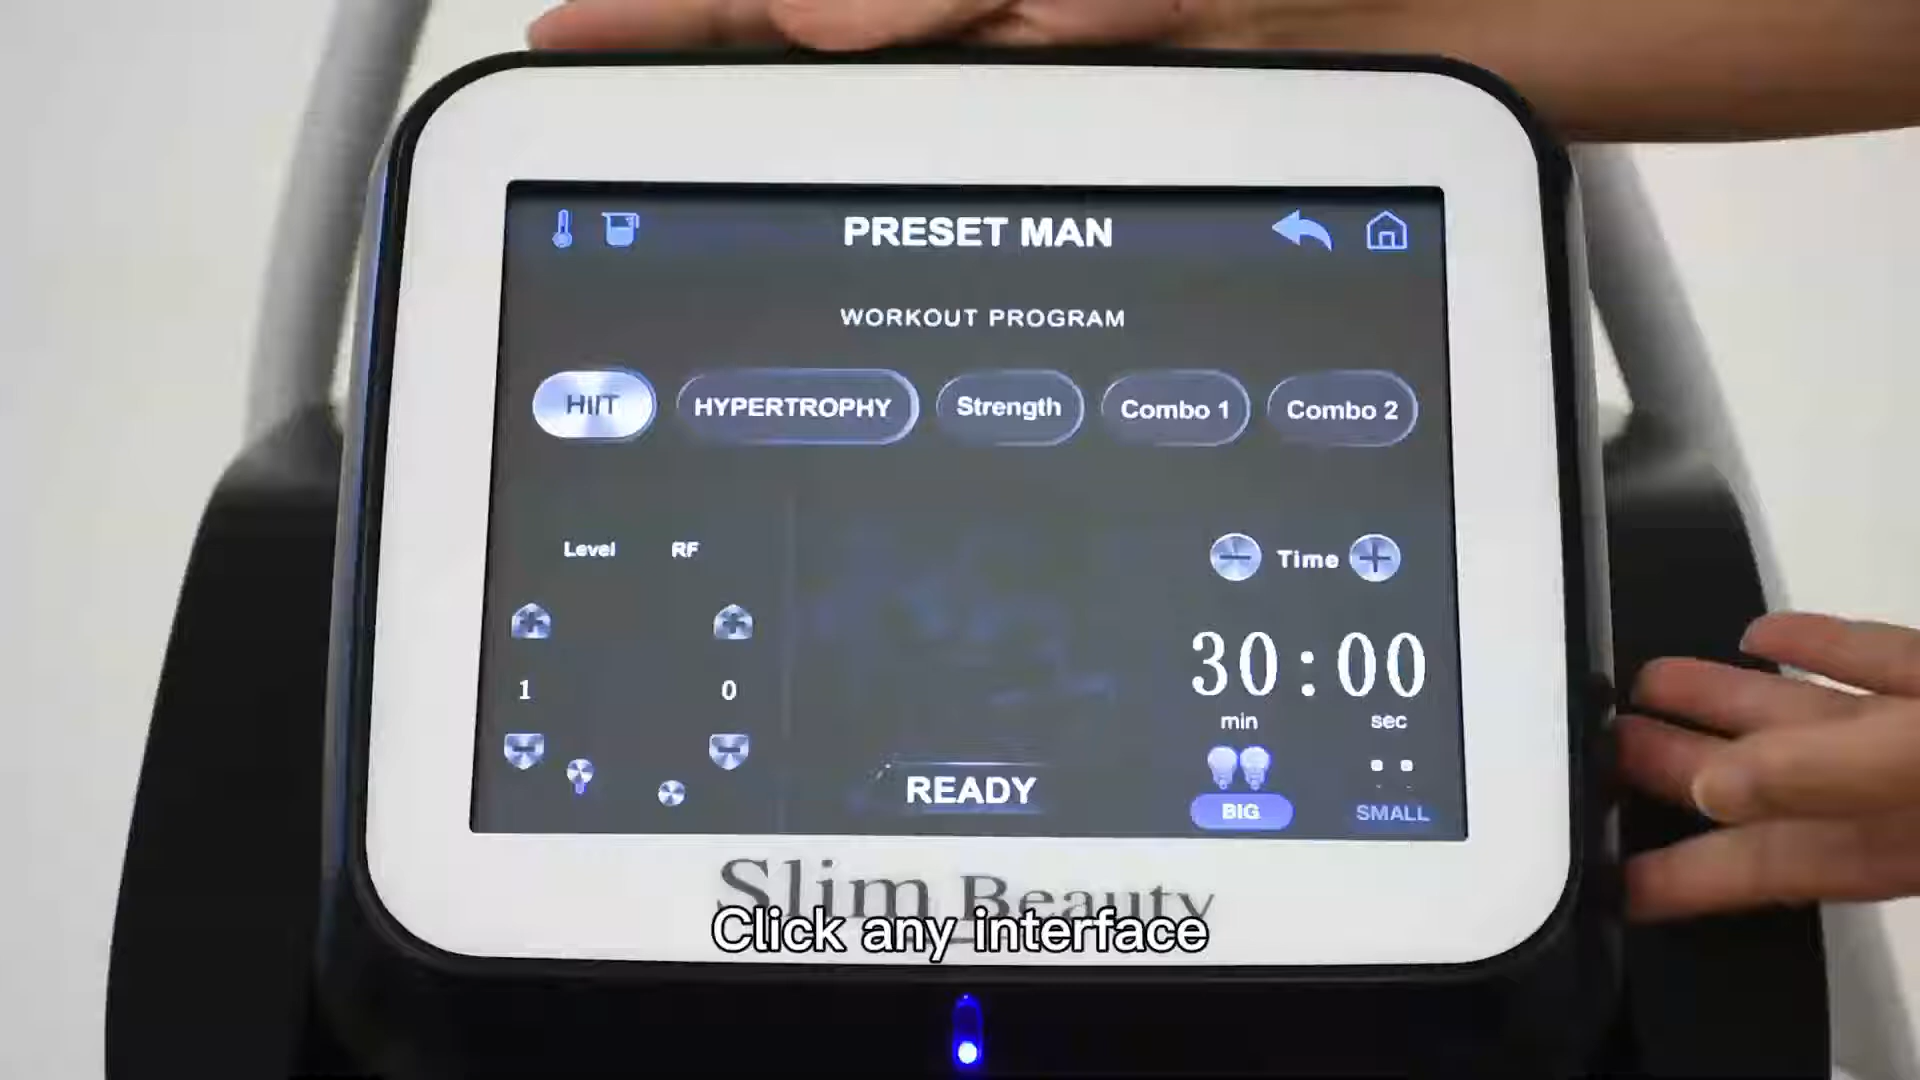 PRESET MAN
WORKOUT PROGRAM
HIIT HYPERTROPHY Strength Combo 1 Combo 2
Level RF Time
30:00
1 0
min sec
READY
BIG SMALL
Slim Beauty
Click any interface